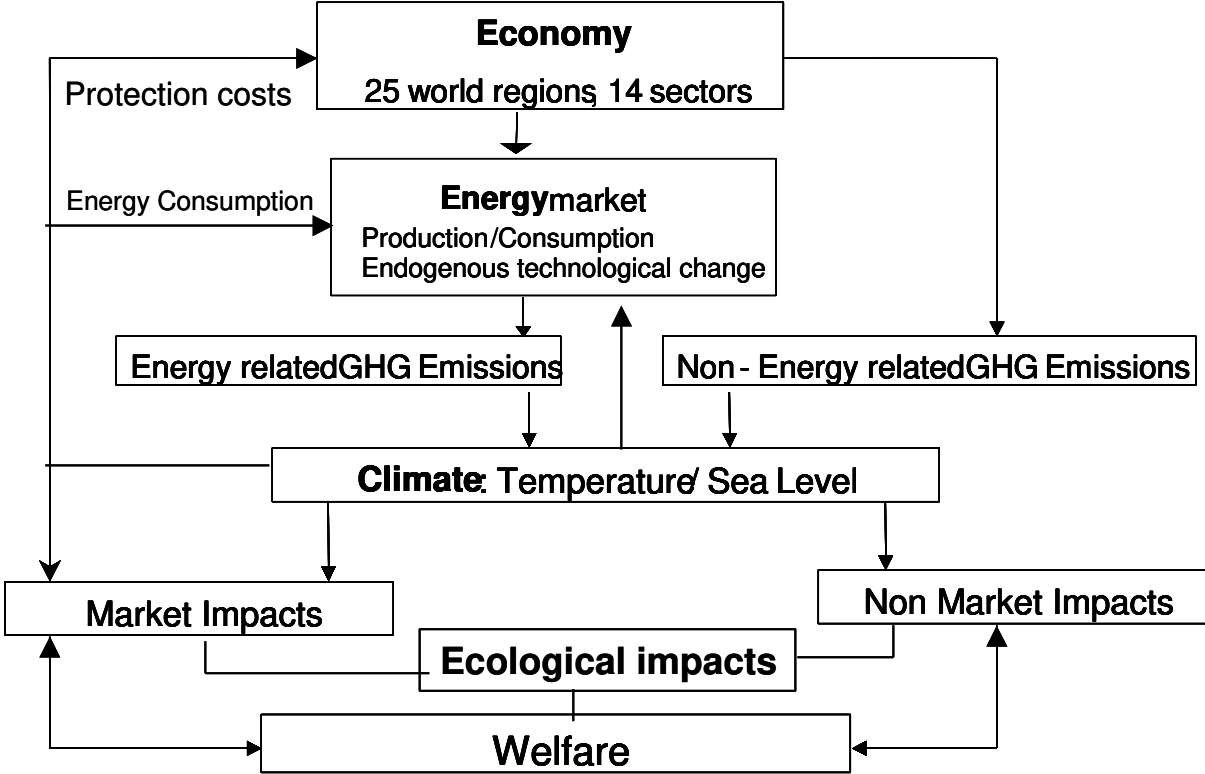 Economy
Protection costs
25 world regions, 14 sectors
Energy Consumption
Energymarket
Production/Consumption
Endogenous technological change
Energy relatedGHG Emissions
Non - Energy relatedGHG Emissions
Climate: Temperature/ Sea Level
Market Impacts
Non Market Impacts
Ecological impacts
Welfare